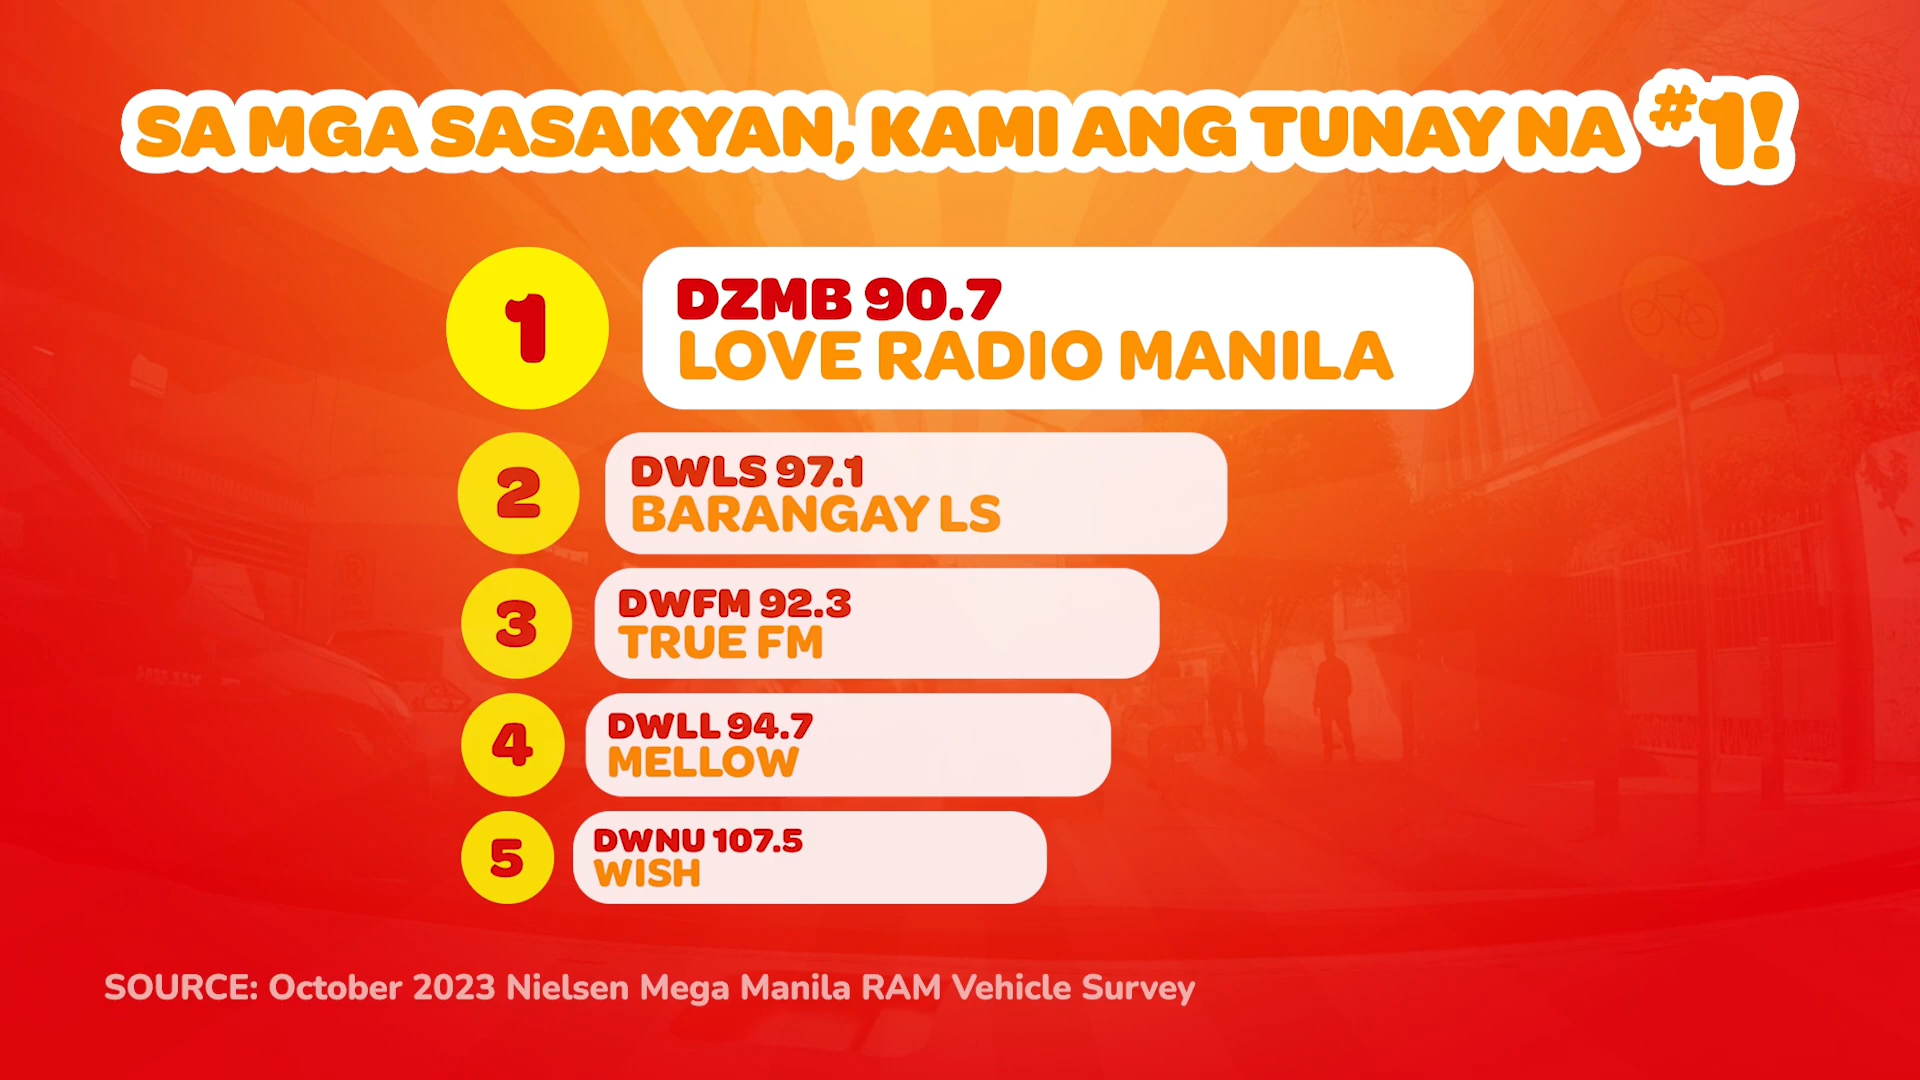 SA MGA SASAKYAN, KAMI ANG TUNAY NA #1!
1
DZMB 90.7
LOVE RADIO MANILA
2
DWLS 97.1
BARANGAY LS
3
DWFM 92.3
TRUE FM
4
DWLL 94.7
MELLOW
5
DWNU 107.5
WISH
SOURCE: October 2023 Nielsen Mega Manila RAM Vehicle Survey